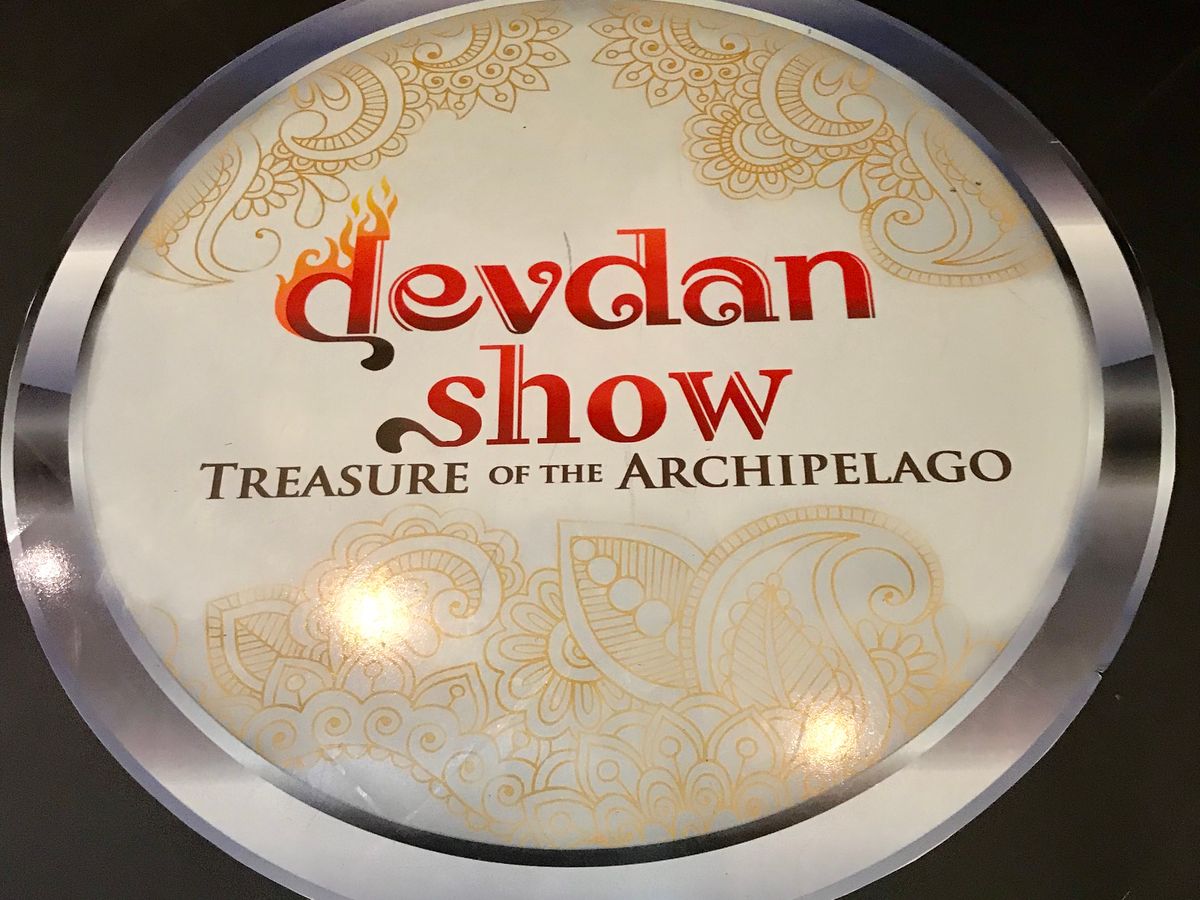 devdan
show
TREASURE OF THE ARCHIPELAGO